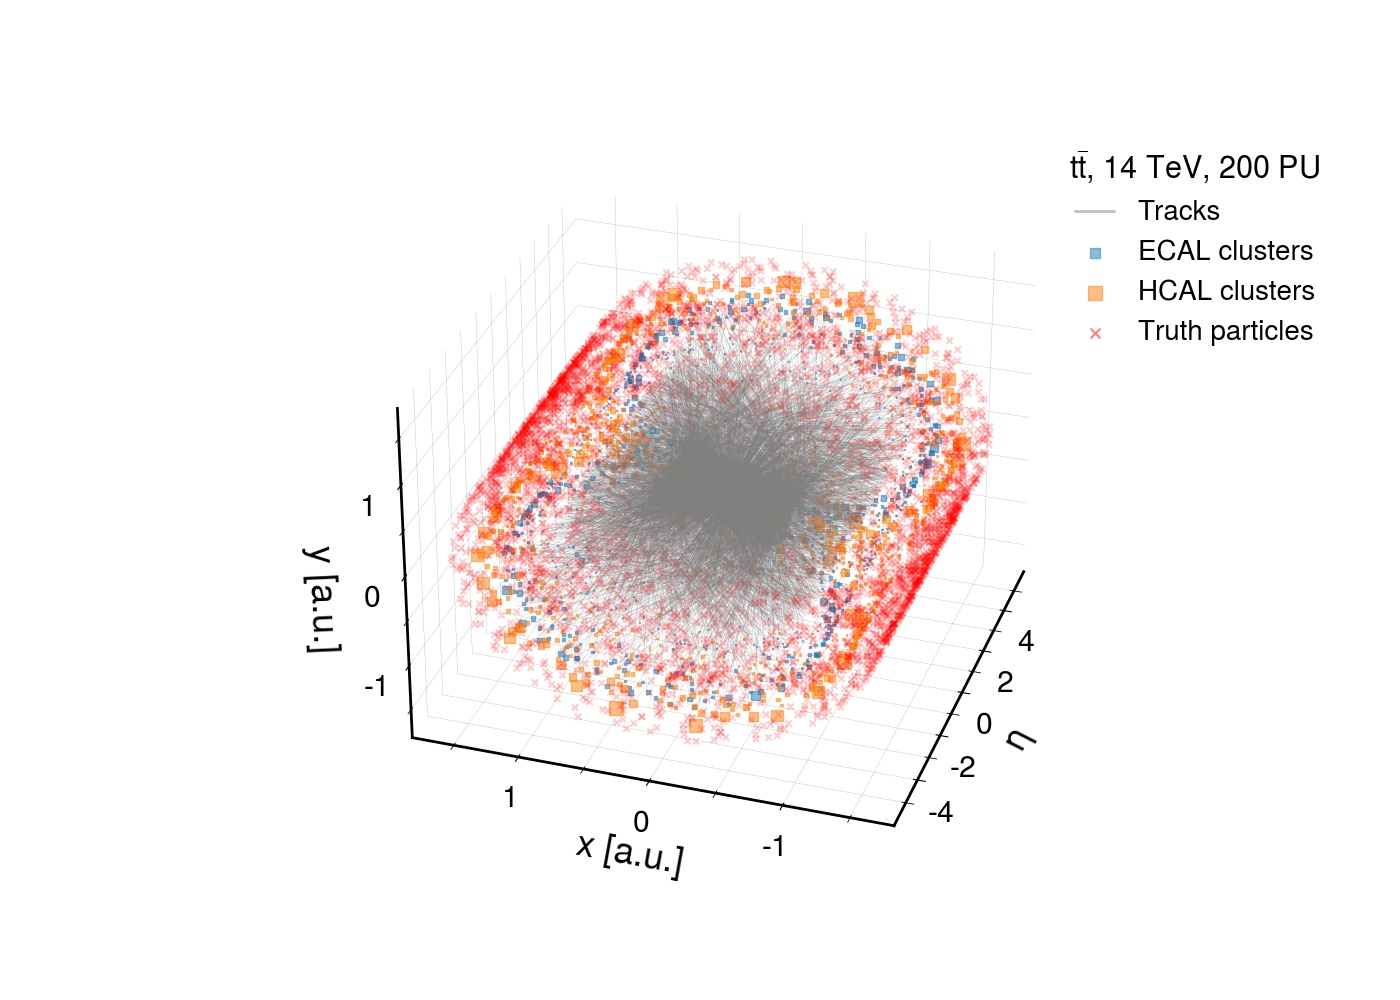 tt̄, 14 TeV, 200 PU
Tracks
ECAL clusters
HCAL clusters
Truth particles
1
0
-1
y [a.u.]
1
0
-1
x [a.u.]
4
2
0
-2
-4
η